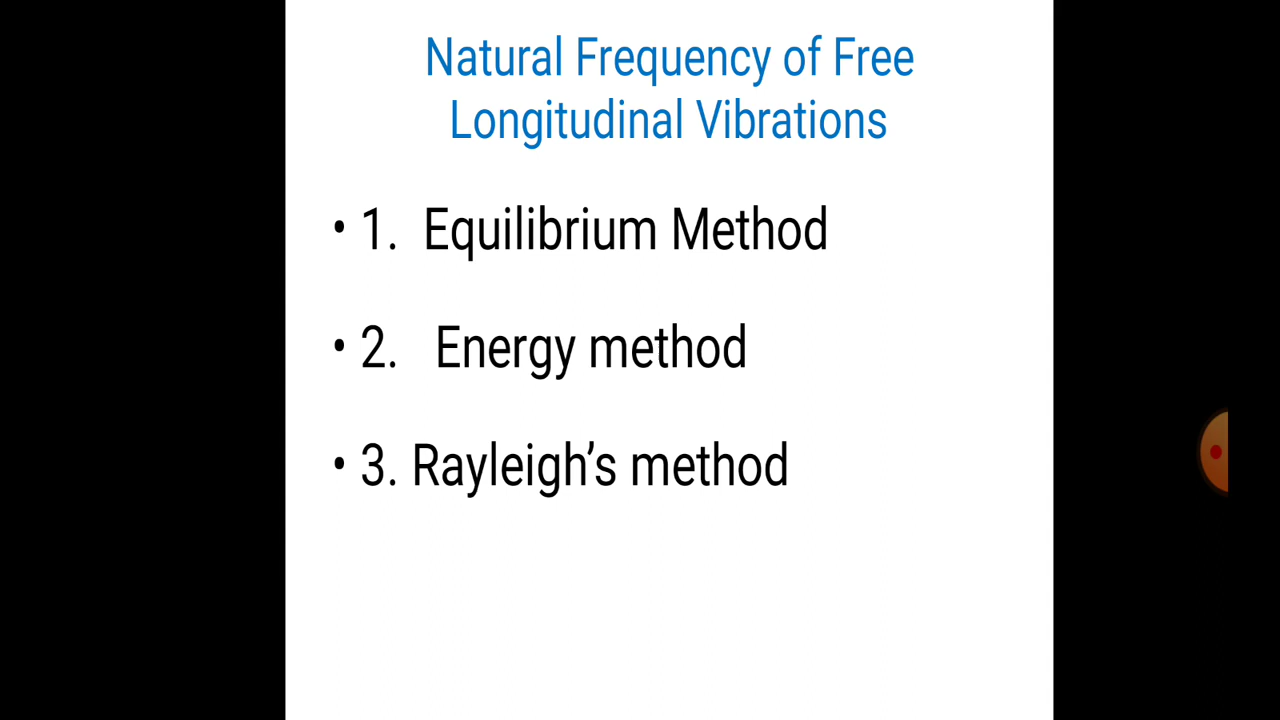 Natural Frequency of Free
Longitudinal Vibrations
• 1. Equilibrium Method
• 2. Energy method
• 3. Rayleigh’s method